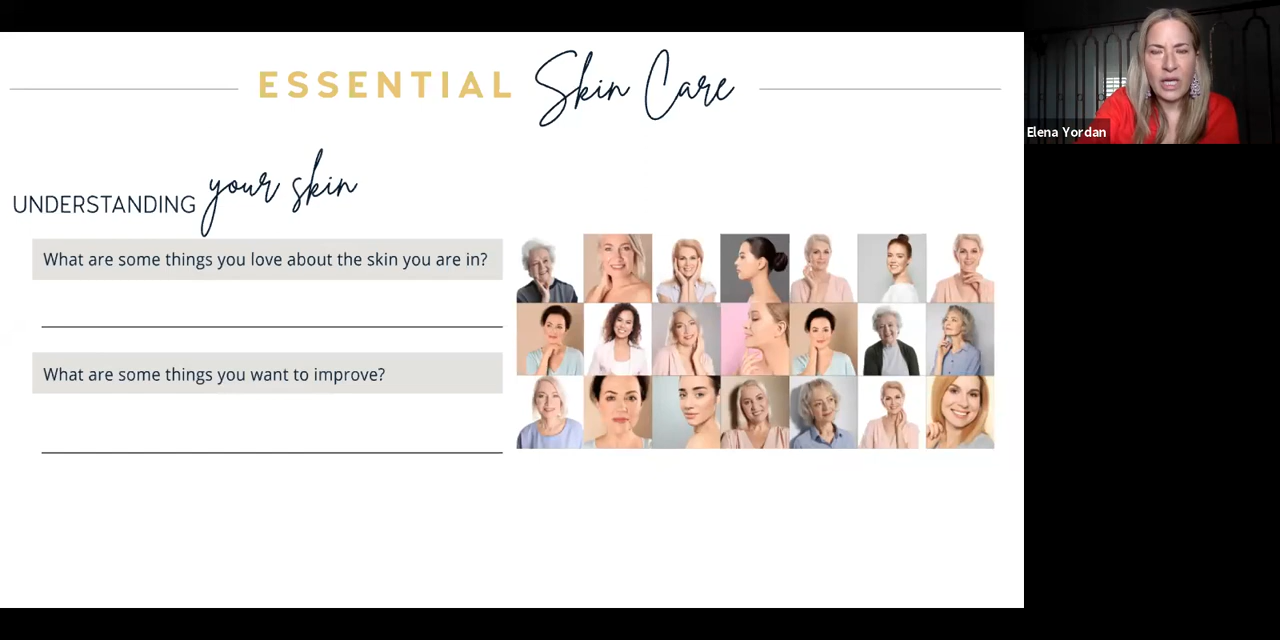 ESSENTIAL Skin Care
Elena Yordan
UNDERSTANDING your skin
What are some things you love about the skin you are in?
What are some things you want to improve?